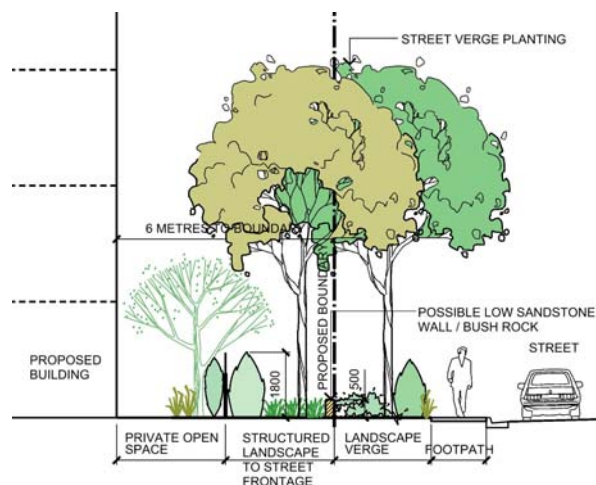 STREET VERGE PLANTING
6 METRES TO BOUNDARY
PROPOSED BOUNDARY
POSSIBLE LOW SANDSTONE
WALL / BUSH ROCK
STREET
PROPOSED
BUILDING
1800
500
PRIVATE OPEN
SPACE
STRUCTURED
LANDSCAPE
TO STREET
FRONTAGE
LANDSCAPE
VERGE
FOOTPATH